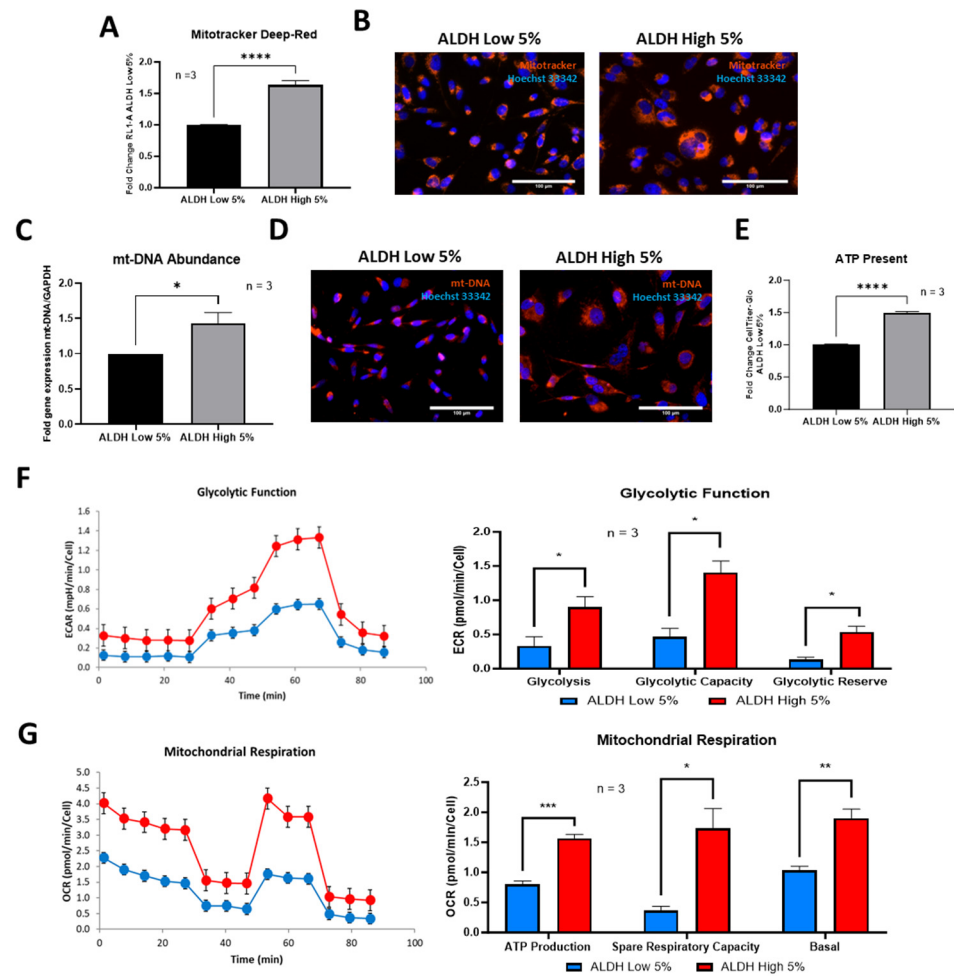 A
Mitotracker Deep-Red
Fold Change RL1-A ALDH Low5%
2.0
1.5
1.0
0.5
0.0
n =3
****
ALDH Low 5%
ALDH High 5%
B
ALDH Low 5%
Mitotracker
Hoechst 33342
100 μm
ALDH High 5%
Mitotracker
Hoechst 33342
100 μm
C
mt-DNA Abundance
Fold gene expression mt-DNA/GAPDH
2.0
1.5
1.0
0.5
0.0
*
n = 3
ALDH Low 5%
ALDH High 5%
D
ALDH Low 5%
mt-DNA
Hoechst 33342
100 μm
ALDH High 5%
mt-DNA
Hoechst 33342
100 μm
E
ATP Present
Fold Change CellTiter-Glo
ALDH Low5%
2.0
1.5
1.0
0.5
0.0
****
n = 3
ALDH Low 5%
ALDH High 5%
F
Glycolytic Function
ECAR (mpH/min/Cell)
1.6
1.4
1.2
1.0
0.8
0.6
0.4
0.2
0.0
0
20
40
60
80
100
Time (min)
Glycolytic Function
ECR (pmol/min/Cell)
2.0
1.5
1.0
0.5
0.0
n = 3
*
*
*
Glycolysis
Glycolytic Capacity
Glycolytic Reserve
ALDH Low 5%
ALDH High 5%
G
Mitochondrial Respiration
OCR (pmol/min/Cell)
5.0
4.5
4.0
3.5
3.0
2.5
2.0
1.5
1.0
0.5
0.0
0
20
40
60
80
100
Time (min)
Mitochondrial Respiration
OCR (pmol/min/Cell)
2.5
2.0
1.5
1.0
0.5
0.0
n = 3
***
*
**
ATP Production
Spare Respiratory Capacity
Basal
ALDH Low 5%
ALDH High 5%